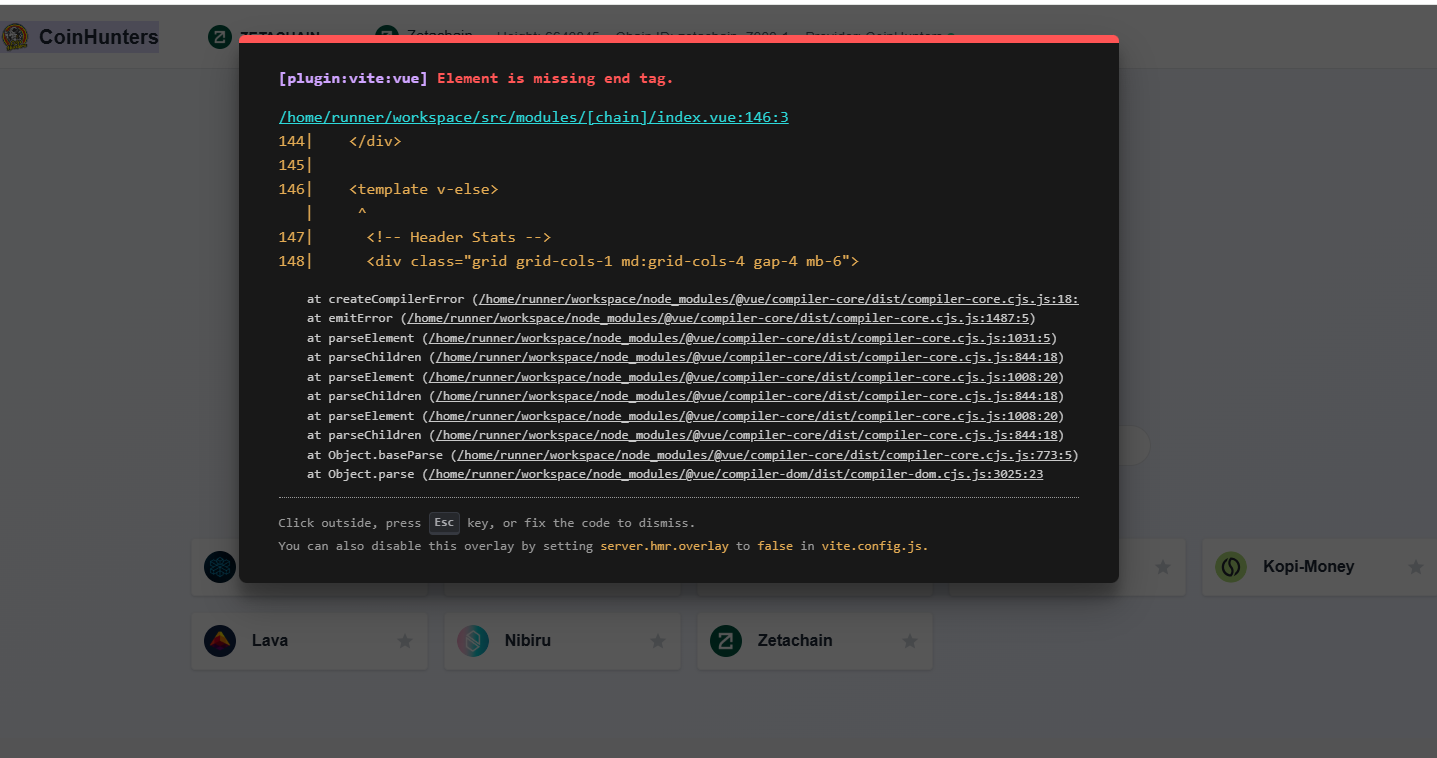 CoinHunters
ZETACHAIN
Zetachain
[plugin:vite:vue] Element is missing end tag.
/home/runner/workspace/src/modules/[chain]/index.vue:146:3
144|    </div>
145|
146|    <template v-else>
|     ^
147|      <!-- Header Stats -->
148|      <div class="grid grid-cols-1 md:grid-cols-4 gap-4 mb-6">
at createCompilerError (/home/runner/workspace/node_modules/@vue/compiler-core/dist/compiler-core.cjs.js:18:
at emitError (/home/runner/workspace/node_modules/@vue/compiler-core/dist/compiler-core.cjs.js:1487:5)
at parseElement (/home/runner/workspace/node_modules/@vue/compiler-core/dist/compiler-core.cjs.js:1031:5)
at parseChildren (/home/runner/workspace/node_modules/@vue/compiler-core/dist/compiler-core.cjs.js:844:18)
at parseElement (/home/runner/workspace/node_modules/@vue/compiler-core/dist/compiler-core.cjs.js:1008:20)
at parseChildren (/home/runner/workspace/node_modules/@vue/compiler-core/dist/compiler-core.cjs.js:844:18)
at parseElement (/home/runner/workspace/node_modules/@vue/compiler-core/dist/compiler-core.cjs.js:1008:20)
at parseChildren (/home/runner/workspace/node_modules/@vue/compiler-core/dist/compiler-core.cjs.js:844:18)
at Object.baseParse (/home/runner/workspace/node_modules/@vue/compiler-core/dist/compiler-core.cjs.js:773:5)
at Object.parse (/home/runner/workspace/node_modules/@vue/compiler-dom/dist/compiler-dom.cjs.js:3025:23
Click outside, press Esc key, or fix the code to dismiss.
You can also disable this overlay by setting server.hmr.overlay to false in vite.config.js.
Kopi-Money
Lava
Nibiru
Zetachain